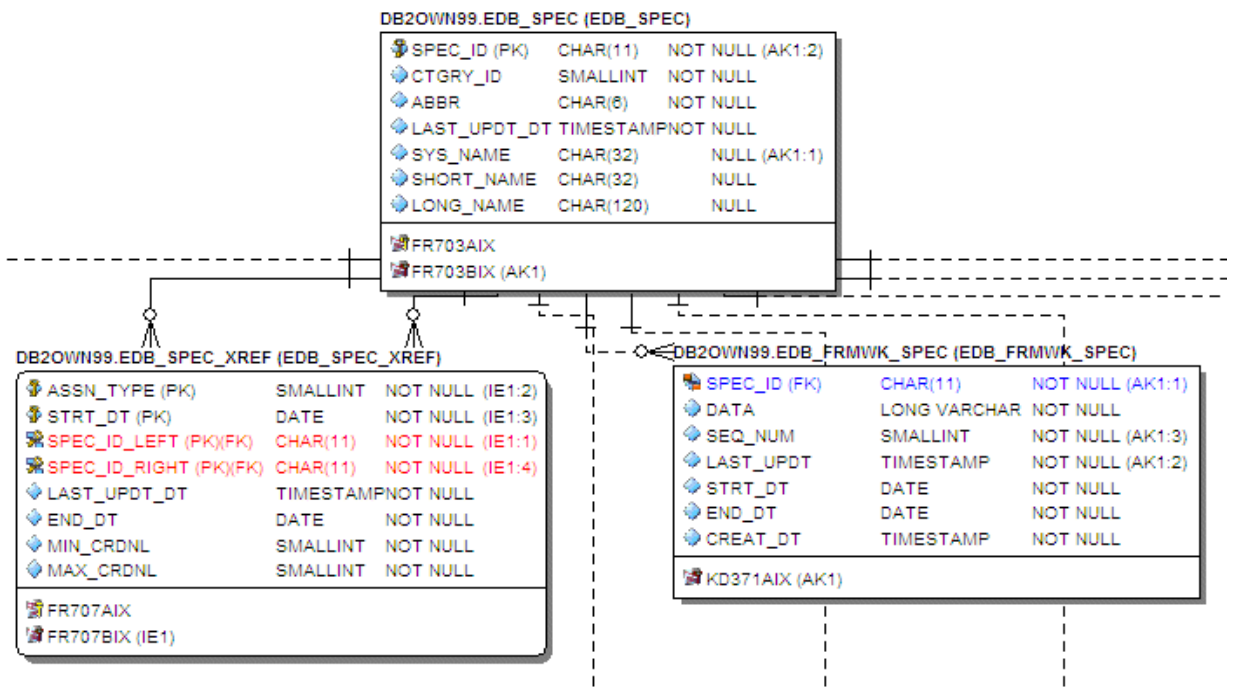 DB2OWN99.EDB_SPEC (EDB_SPEC)
SPEC_ID (PK) CHAR(11) NOT NULL (AK1:2)
CTGRY_ID SMALLINT NOT NULL
ABBR CHAR(6) NOT NULL
LAST_UPDT_DT TIMESTAMPNOT NULL
SYS_NAME CHAR(32) NULL (AK1:1)
SHORT_NAME CHAR(32) NULL
LONG_NAME CHAR(120) NULL
FR703AIX
FR703BIX (AK1)
DB2OWN99.EDB_SPEC_XREF (EDB_SPEC_XREF)
ASSN_TYPE (PK) SMALLINT NOT NULL (IE1:2)
STRT_DT (PK) DATE NOT NULL (IE1:3)
SPEC_ID_LEFT (PK)(FK) CHAR(11) NOT NULL (IE1:1)
SPEC_ID_RIGHT (PK)(FK) CHAR(11) NOT NULL (IE1:4)
LAST_UPDT_DT TIMESTAMPNOT NULL
END_DT DATE NOT NULL
MIN_CRDNL SMALLINT NOT NULL
MAX_CRDNL SMALLINT NOT NULL
FR707AIX
FR707BIX (IE1)
DB2OWN99.EDB_FRMWK_SPEC (EDB_FRMWK_SPEC)
SPEC_ID (FK) CHAR(11) NOT NULL (AK1:1)
DATA LONG VARCHAR NOT NULL
SEQ_NUM SMALLINT NOT NULL (AK1:3)
LAST_UPDT TIMESTAMP NOT NULL (AK1:2)
STRT_DT DATE NOT NULL
END_DT DATE NOT NULL
CREAT_DT TIMESTAMP NOT NULL
KD371AIX (AK1)